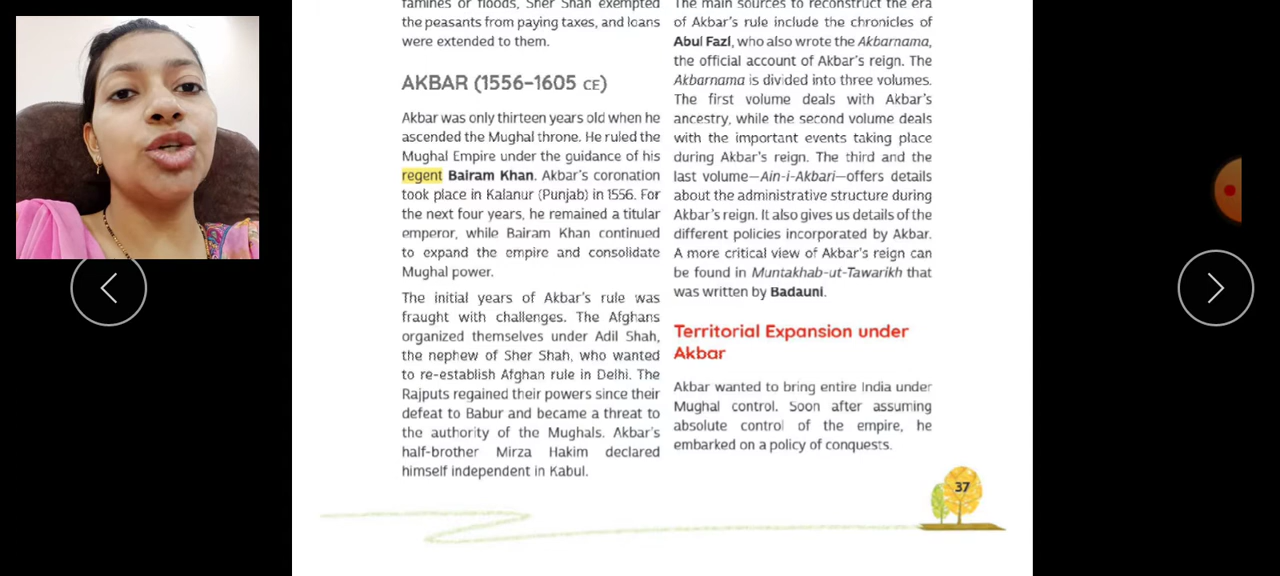 famines or floods, Sher Shah exempted
the peasants from paying taxes, and loans
were extended to them.
AKBAR (1556–1605 CE)
Akbar was only thirteen years old when he
ascended the Mughal throne. He ruled the
Mughal Empire under the guidance of his
regent Bairam Khan. Akbar's coronation
took place in Kalanur (Punjab) in 1556. For
the next four years, he remained a titular
emperor, while Bairam Khan continued
to expand the empire and consolidate
Mughal power.
The initial years of Akbar's rule was
fraught with challenges. The Afghans
organized themselves under Adil Shah,
the nephew of Sher Shah, who wanted
to re-establish Afghan rule in Delhi. The
Rajputs regained their powers since their
defeat to Babur and became a threat to
the authority of the Mughals. Akbar's
half-brother Mirza Hakim declared
himself independent in Kabul.
The main sources to reconstruct the era
of Akbar's rule include the chronicles of
Abul Fazl, who also wrote the Akbarnama,
the official account of Akbar's reign. The
Akbarnama is divided into three volumes.
The first volume deals with Akbar's
ancestry, while the second volume deals
with the important events taking place
during Akbar's reign. The third and the
last volume—Ain-i-Akbari—offers details
about the administrative structure during
Akbar's reign. It also gives us details of the
different policies incorporated by Akbar.
A more critical view of Akbar's reign can
be found in Muntakhab-ut-Tawarikh that
was written by Badauni.
Territorial Expansion under
Akbar
Akbar wanted to bring entire India under
Mughal control. Soon after assuming
absolute control of the empire, he
embarked on a policy of conquests.
37